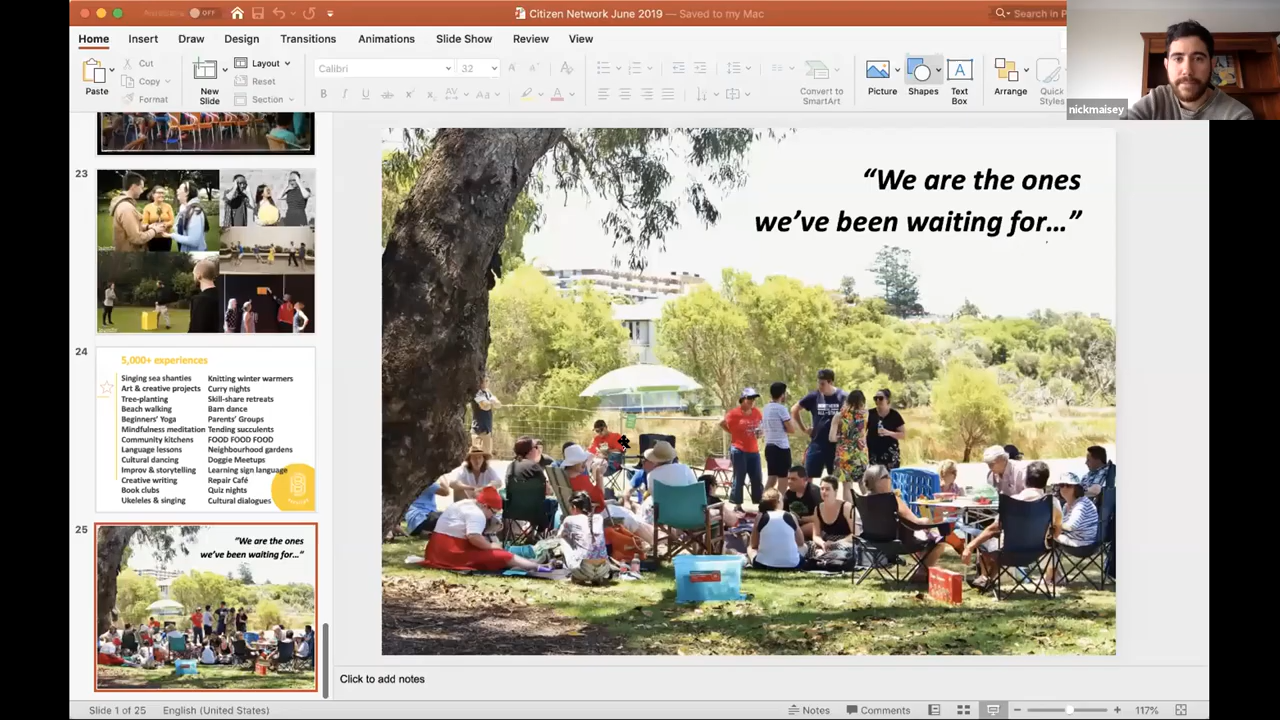 OFF
Citizen Network June 2019 — Saved to my Mac
Search in P
Home Insert Draw Design Transitions Animations Slide Show Review View
Paste
Cut
Copy
Format
New
Slide
Layout
Reset
Section
Calibri 32
B I U
Convert to
SmartArt
Picture
Shapes
Text
Box
Arrange
Quick
Styles
nickmaisey
23
24
5,000+ experiences
Singing sea shanties
Art & creative projects
Tree-planting
Beach walking
Beginners' Yoga
Mindfulness meditation
Community kitchens
Language lessons
Cultural dancing
Improv & storytelling
Creative writing
Book clubs
Ukeleles & singing
Knitting winter warmers
Curry nights
Skill-share retreats
Barn dance
Parents' Groups
Tending succulents
FOOD FOOD FOOD
Neighbourhood gardens
Doggie Meetups
Learning sign language
Repair Café
Quiz nights
Cultural dialogues
25
"We are the ones
we've been waiting for..."
“We are the ones
we’ve been waiting for...”
Click to add notes
Slide 1 of 25 English (United States)
Notes Comments 117%